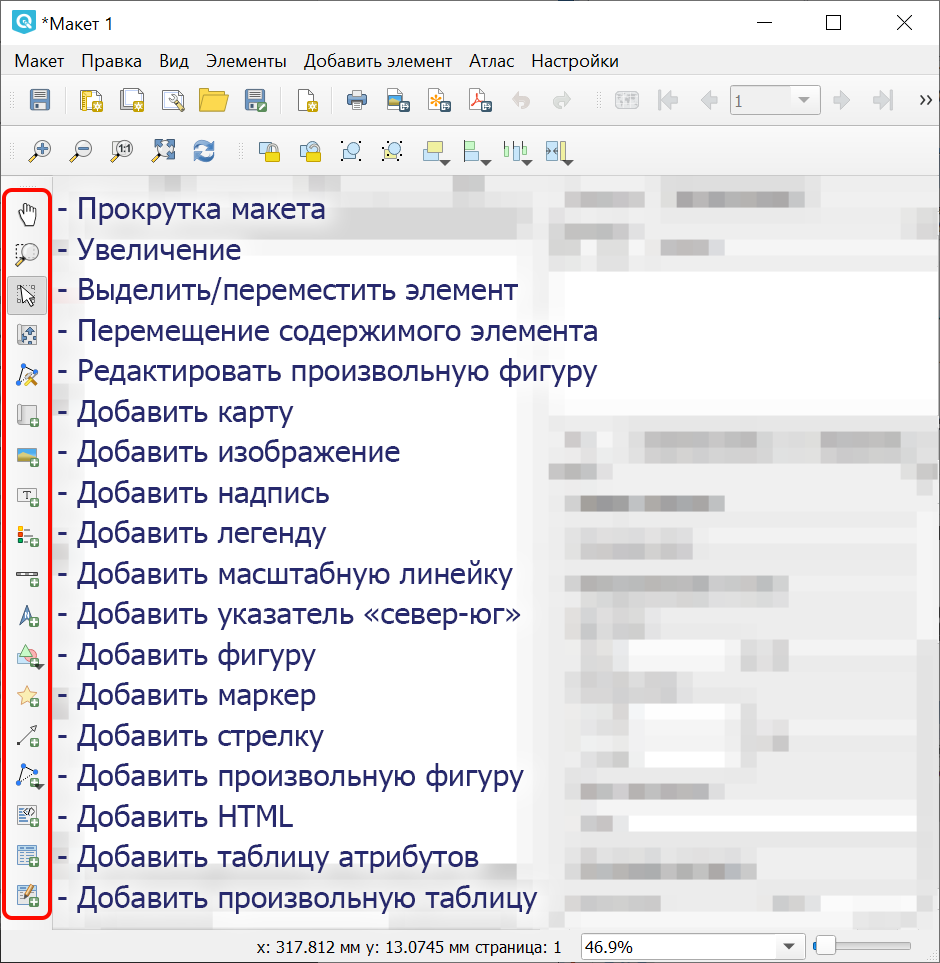 *Макет 1
Макет Правка Вид Элементы Добавить элемент Атлас Настройки
1:1 1 »
- Прокрутка макета
- Увеличение
- Выделить/переместить элемент
- Перемещение содержимого элемента
- Редактировать произвольную фигуру
- Добавить карту
- Добавить изображение
- Добавить надпись
- Добавить легенду
- Добавить масштабную линейку
- Добавить указатель «север-юг»
- Добавить фигуру
- Добавить маркер
- Добавить стрелку
- Добавить произвольную фигуру
- Добавить HTML
- Добавить таблицу атрибутов
- Добавить произвольную таблицу
x: 317.812 мм y: 13.0745 мм страница: 1 46.9%